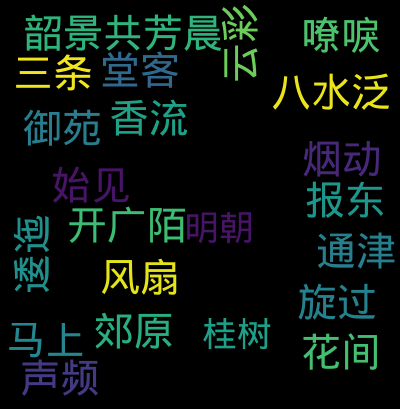 韶景共芳晨
云彩
嘹唳
三条
堂客
八水泛
御苑
香流
烟动
始见
报东
开广陌
明朝
逶迤
通津
风扇
旋过
马上
郊原
桂树
花间
声频